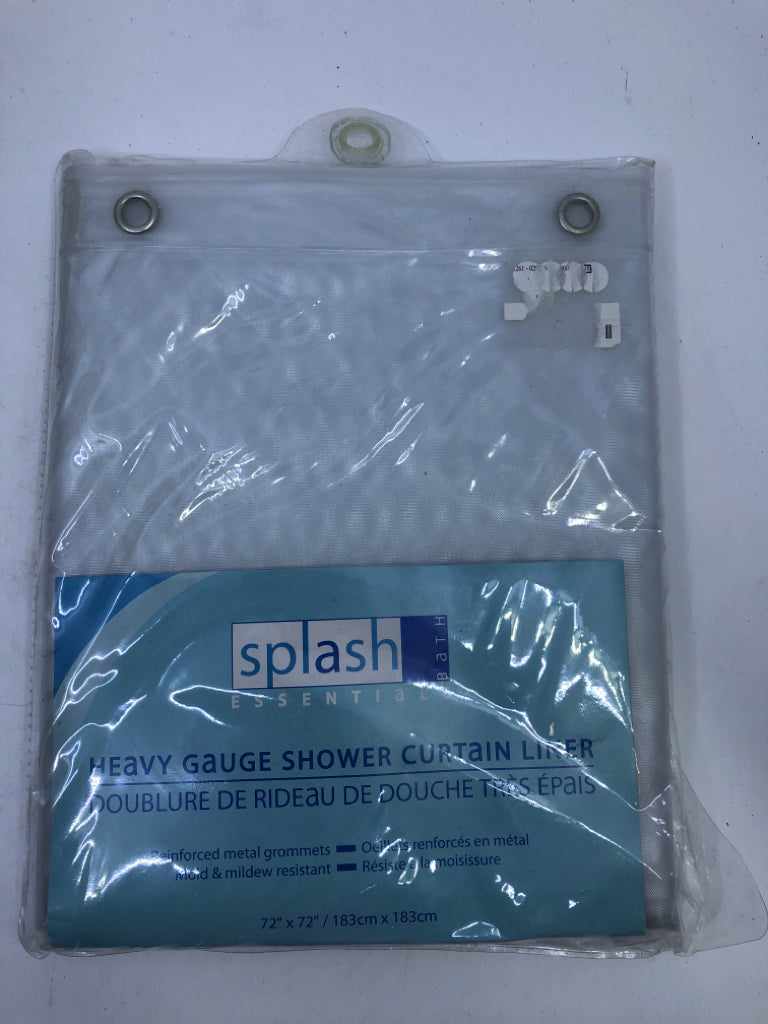 splash
BaTH
ESSENTIaLS
HEaVY GaUGE SHOWER CURTaIN LINER
DOUBLURE DE RIDEaU DE DOUCHE TRÈS ÉPaIS
Reinforced metal grommets Oeillets renforcés en métal
Mold & mildew resistant Résiste à la moisissure
72" x 72" / 183cm x 183cm